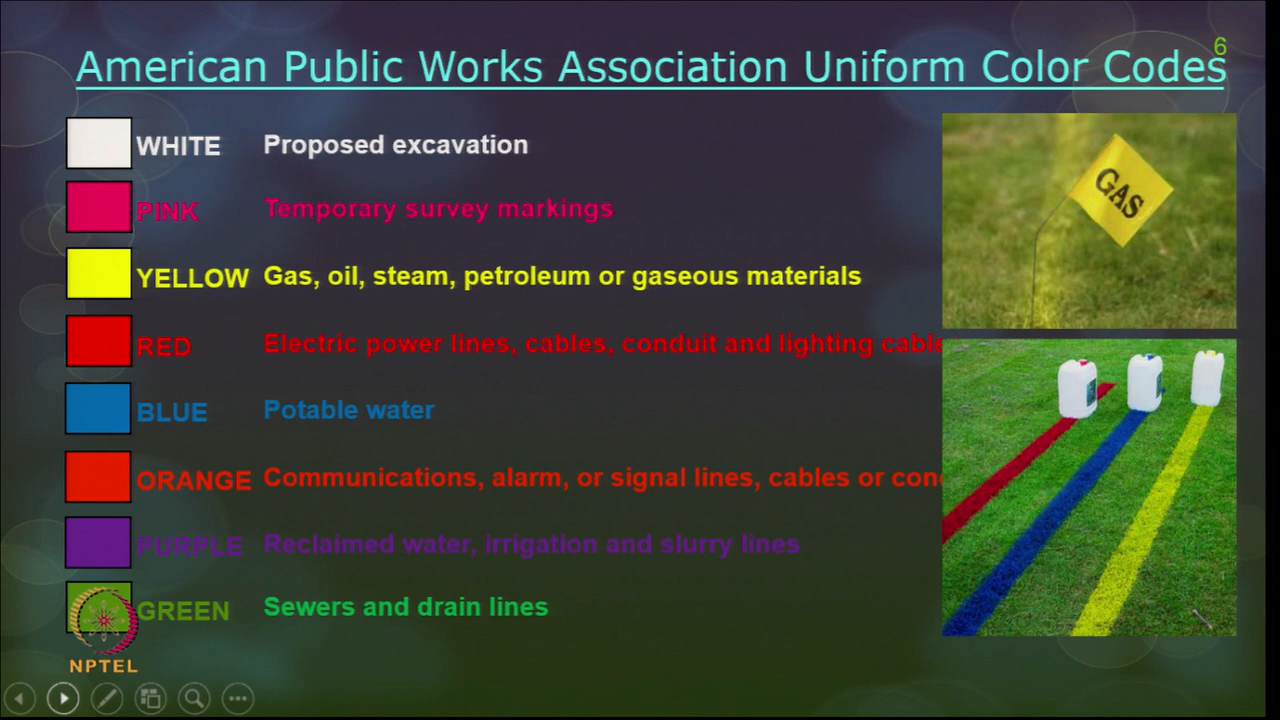 6
American Public Works Association Uniform Color Codes
WHITE Proposed excavation
PINK Temporary survey markings
YELLOW Gas, oil, steam, petroleum or gaseous materials
RED Electric power lines, cables, conduit and lighting cable
BLUE Potable water
ORANGE Communications, alarm, or signal lines, cables or con
PURPLE Reclaimed water, irrigation and slurry lines
GREEN Sewers and drain lines
GAS
NPTEL